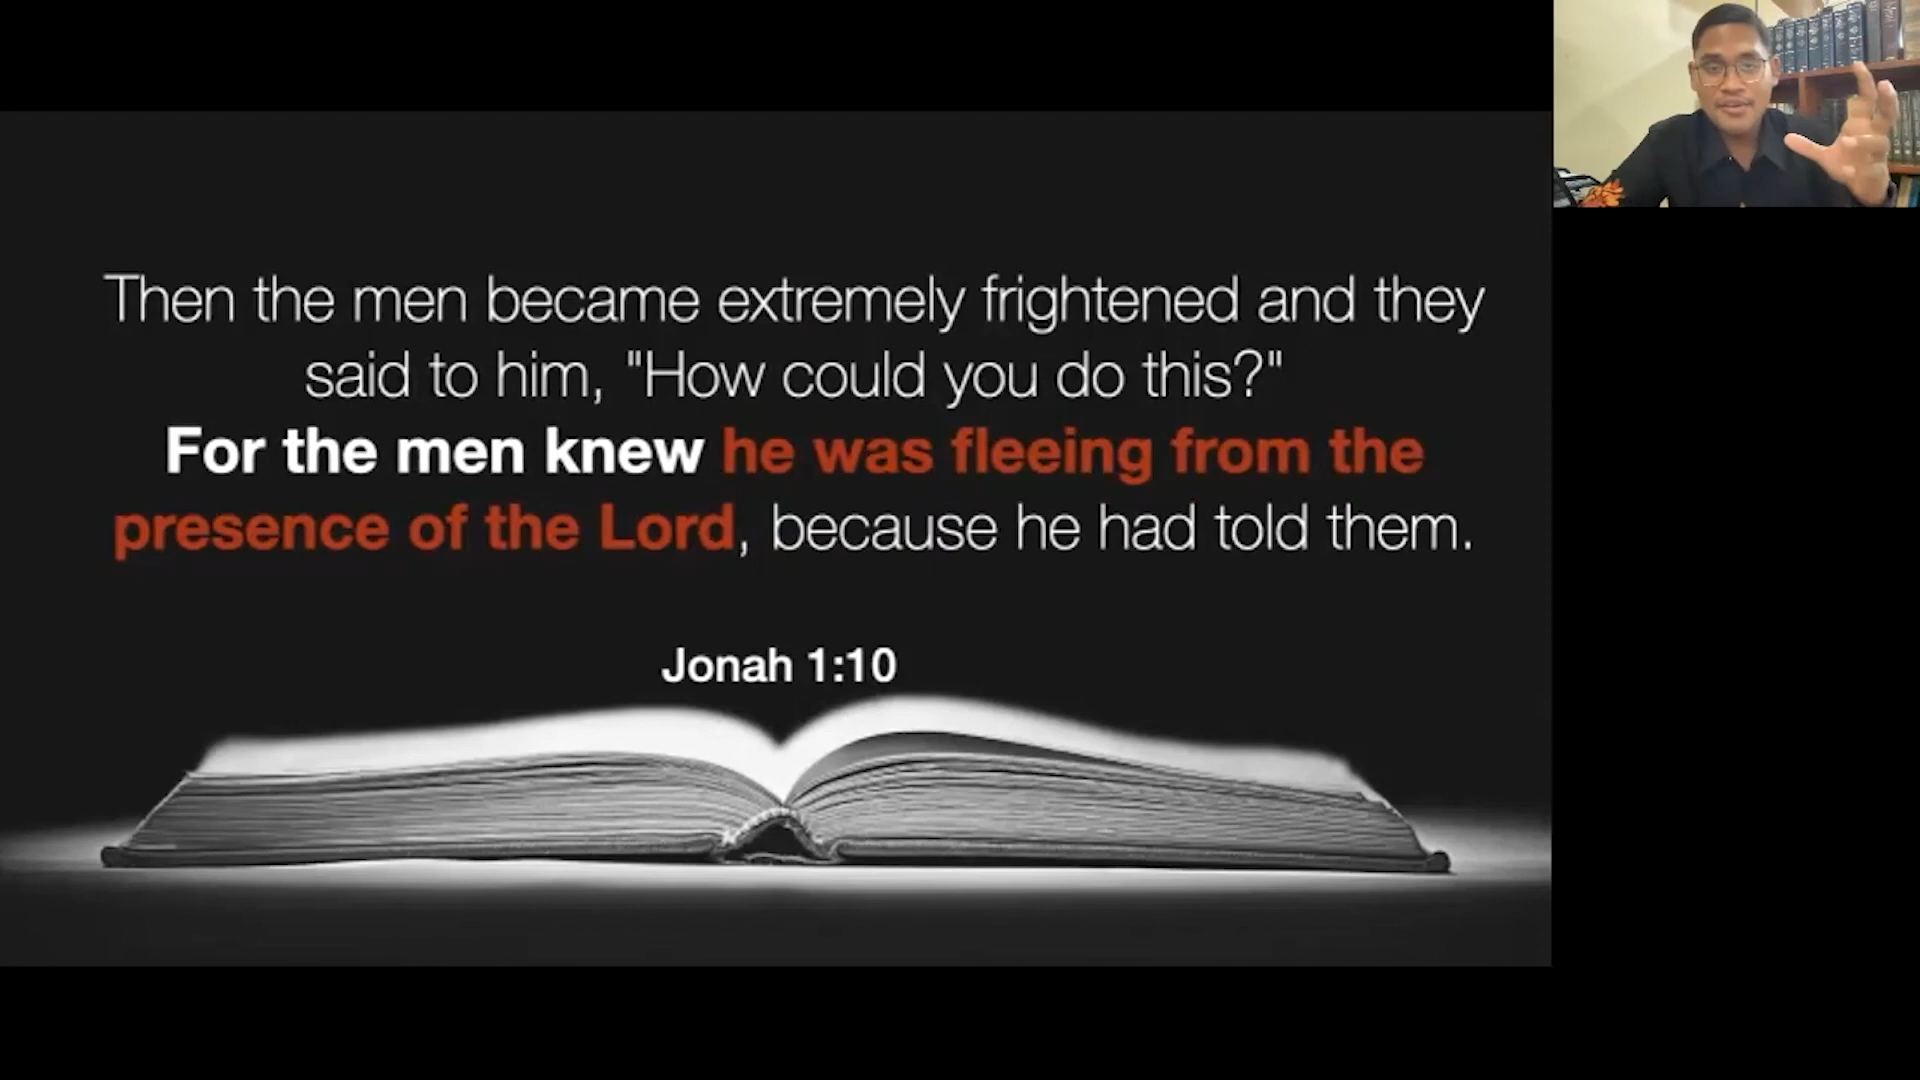 Then the men became extremely frightened and they
said to him, "How could you do this?"
For the men knew he was fleeing from the
presence of the Lord, because he had told them.
Jonah 1:10